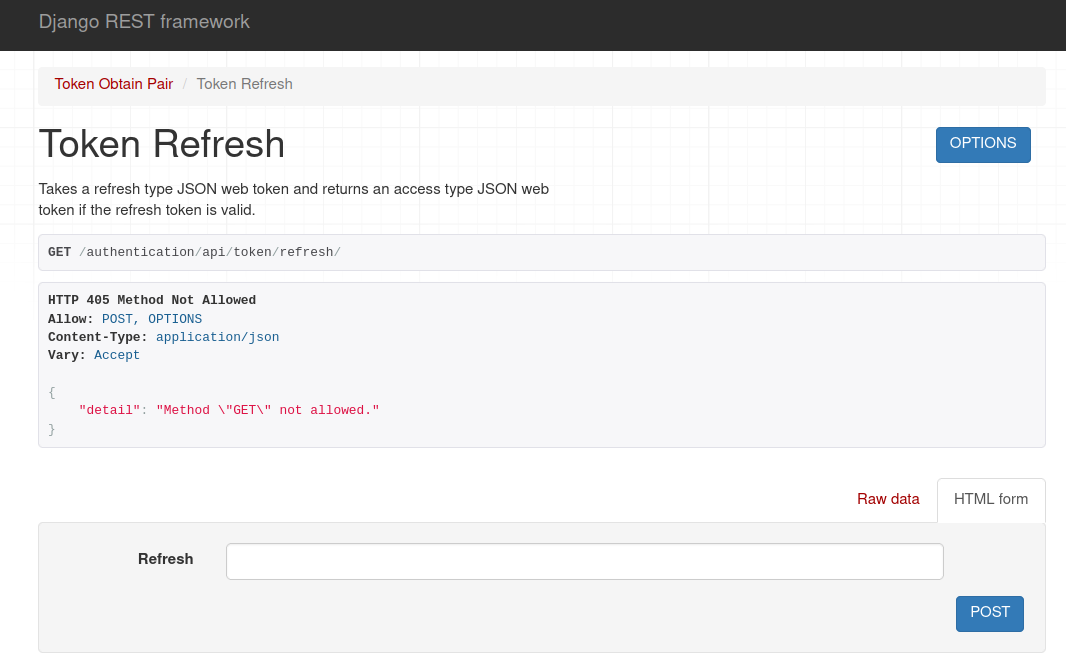 Django REST framework
Token Obtain Pair / Token Refresh
Token Refresh
OPTIONS
Takes a refresh type JSON web token and returns an access type JSON web
token if the refresh token is valid.
GET /authentication/api/token/refresh/
HTTP 405 Method Not Allowed
Allow: POST, OPTIONS
Content-Type: application/json
Vary: Accept
{
    "detail": "Method \"GET\" not allowed."
}
Raw data
HTML form
Refresh
POST